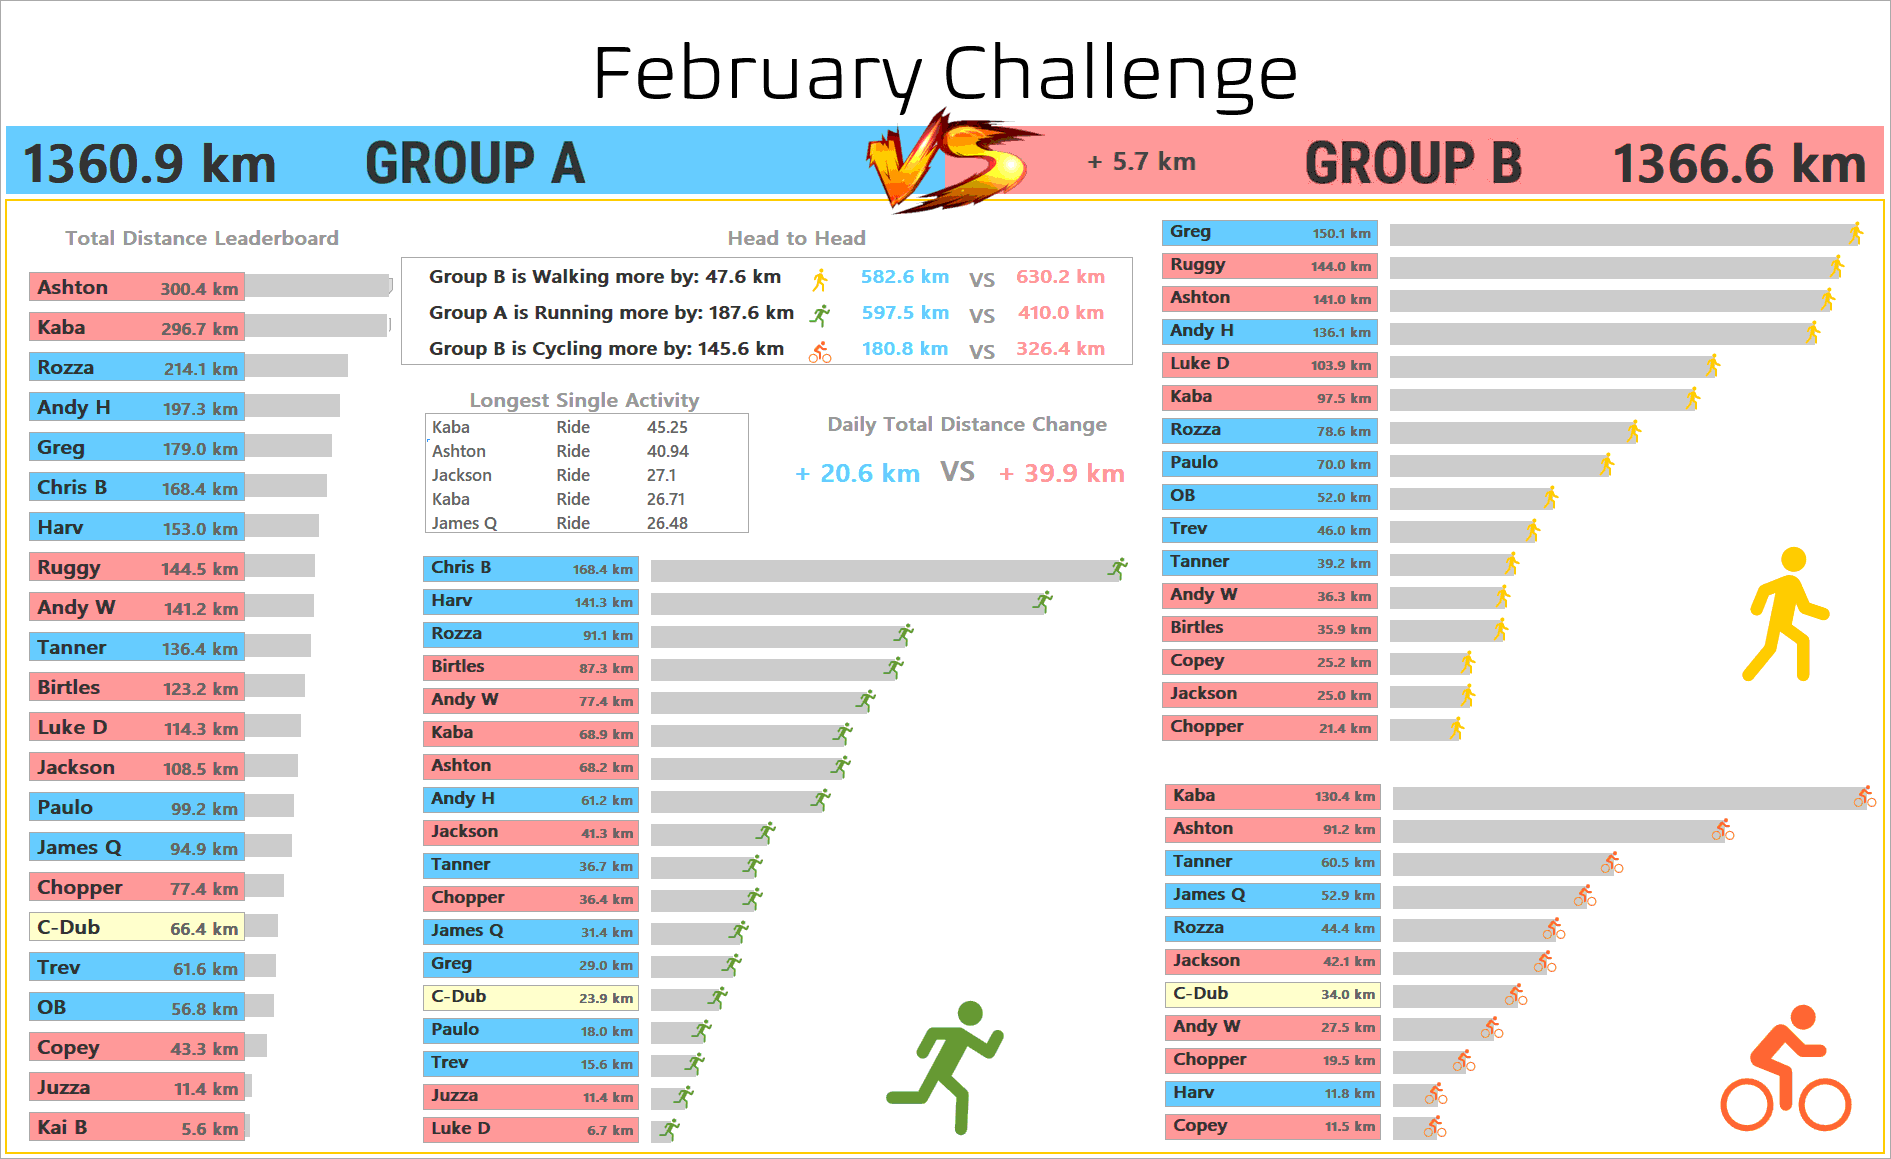 February Challenge
1360.9 km GROUP A VS + 5.7 km GROUP B 1366.6 km
Total Distance Leaderboard
Ashton 300.4 km
Kaba 296.7 km
Rozza 214.1 km
Andy H 197.3 km
Greg 179.0 km
Chris B 168.4 km
Harv 153.0 km
Ruggy 144.5 km
Andy W 141.2 km
Tanner 136.4 km
Birtles 123.2 km
Luke D 114.3 km
Jackson 108.5 km
Paulo 99.2 km
James Q 94.9 km
Chopper 77.4 km
C-Dub 66.4 km
Trev 61.6 km
OB 56.8 km
Copey 43.3 km
Juzza 11.4 km
Kai B 5.6 km
Head to Head
Group B is Walking more by: 47.6 km 582.6 km VS 630.2 km
Group A is Running more by: 187.6 km 597.5 km VS 410.0 km
Group B is Cycling more by: 145.6 km 180.8 km VS 326.4 km
Longest Single Activity
Kaba Ride 45.25
Ashton Ride 40.94
Jackson Ride 27.1
Kaba Ride 26.71
James Q Ride 26.48
Daily Total Distance Change
+ 20.6 km VS + 39.9 km
Chris B 168.4 km
Harv 141.3 km
Rozza 91.1 km
Birtles 87.3 km
Andy W 77.4 km
Kaba 68.9 km
Ashton 68.2 km
Andy H 61.2 km
Jackson 41.3 km
Tanner 36.7 km
Chopper 36.4 km
James Q 31.4 km
Greg 29.0 km
C-Dub 23.9 km
Paulo 18.0 km
Trev 15.6 km
Juzza 11.4 km
Luke D 6.7 km
Greg 150.1 km
Ruggy 144.0 km
Ashton 141.0 km
Andy H 136.1 km
Luke D 103.9 km
Kaba 97.5 km
Rozza 78.6 km
Paulo 70.0 km
OB 52.0 km
Trev 46.0 km
Tanner 39.2 km
Andy W 36.3 km
Birtles 35.9 km
Copey 25.2 km
Jackson 25.0 km
Chopper 21.4 km
Kaba 130.4 km
Ashton 91.2 km
Tanner 60.5 km
James Q 52.9 km
Rozza 44.4 km
Jackson 42.1 km
C-Dub 34.0 km
Andy W 27.5 km
Chopper 19.5 km
Harv 11.8 km
Copey 11.5 km